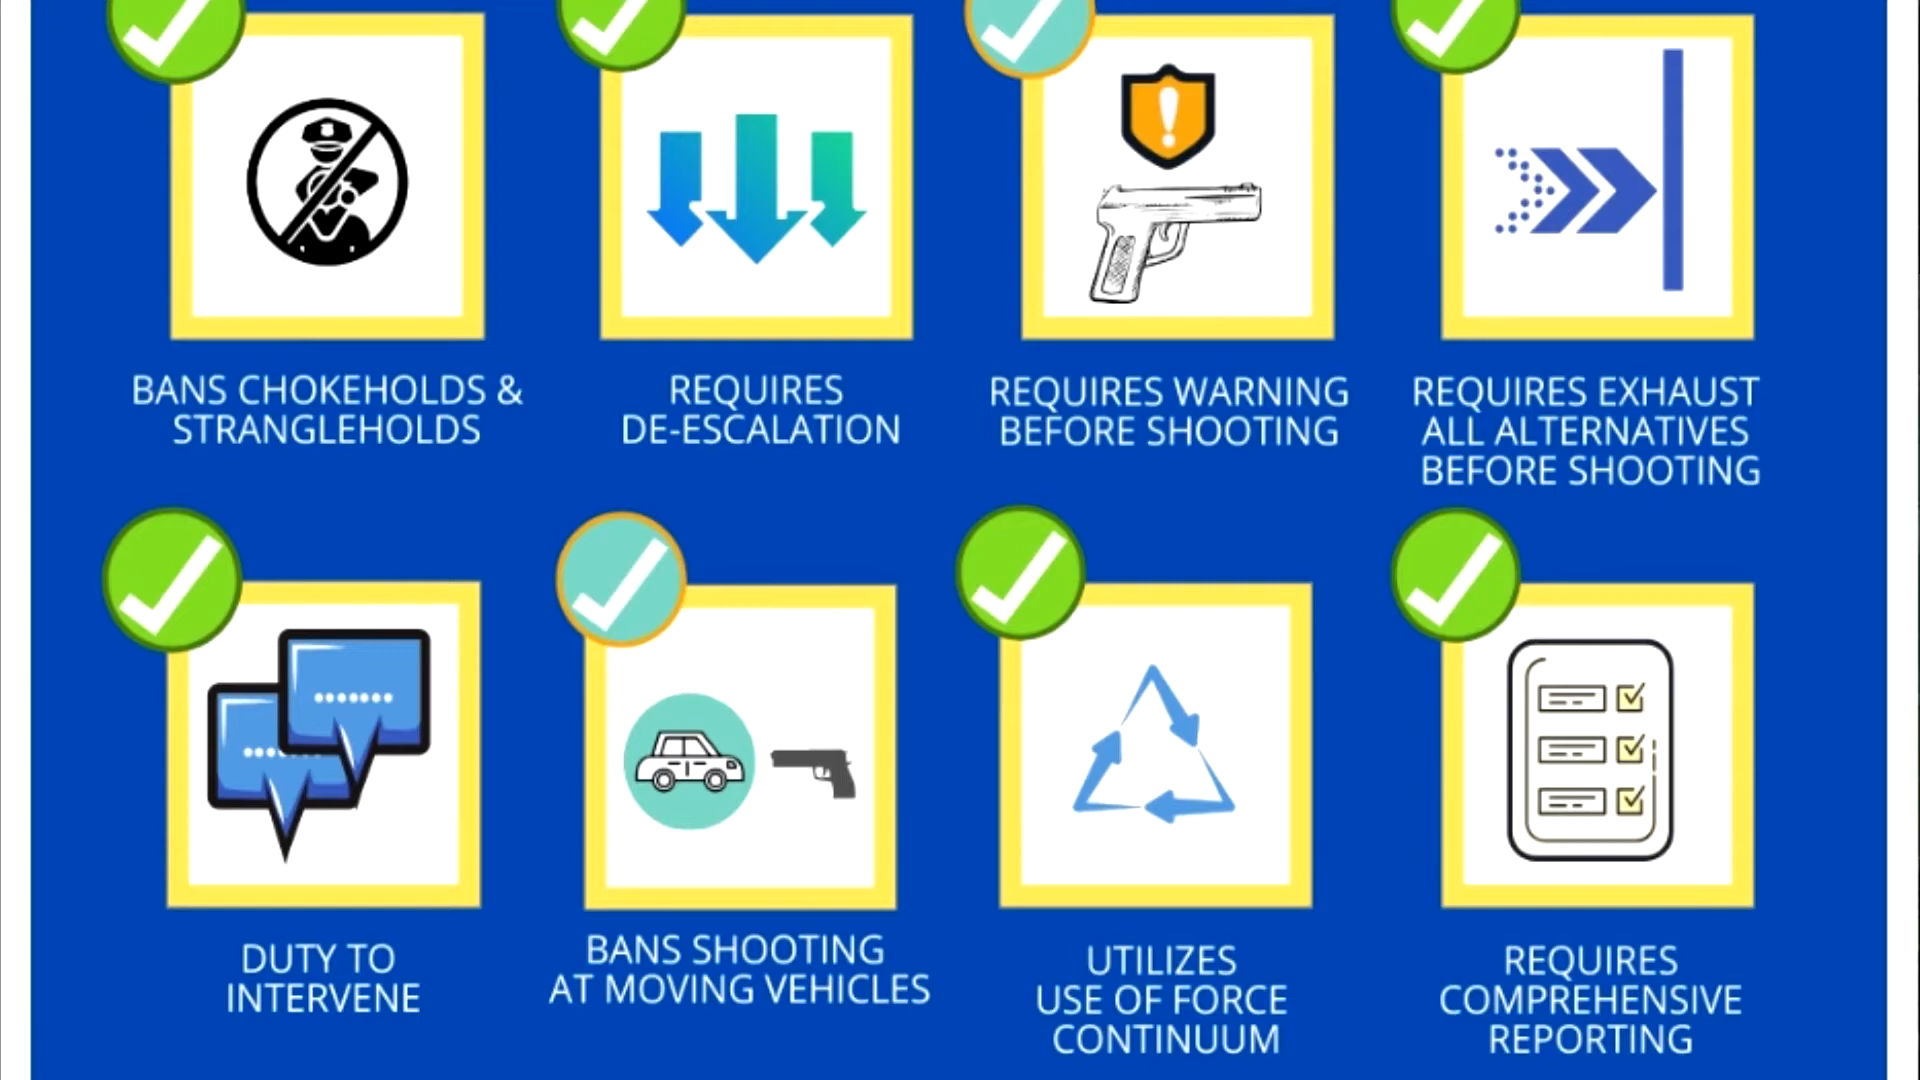 BANS CHOKEHOLDS &
STRANGLEHOLDS
REQUIRES
DE-ESCALATION
REQUIRES WARNING
BEFORE SHOOTING
REQUIRES EXHAUST
ALL ALTERNATIVES
BEFORE SHOOTING
DUTY TO
INTERVENE
BANS SHOOTING
AT MOVING VEHICLES
UTILIZES
USE OF FORCE
CONTINUUM
REQUIRES
COMPREHENSIVE
REPORTING